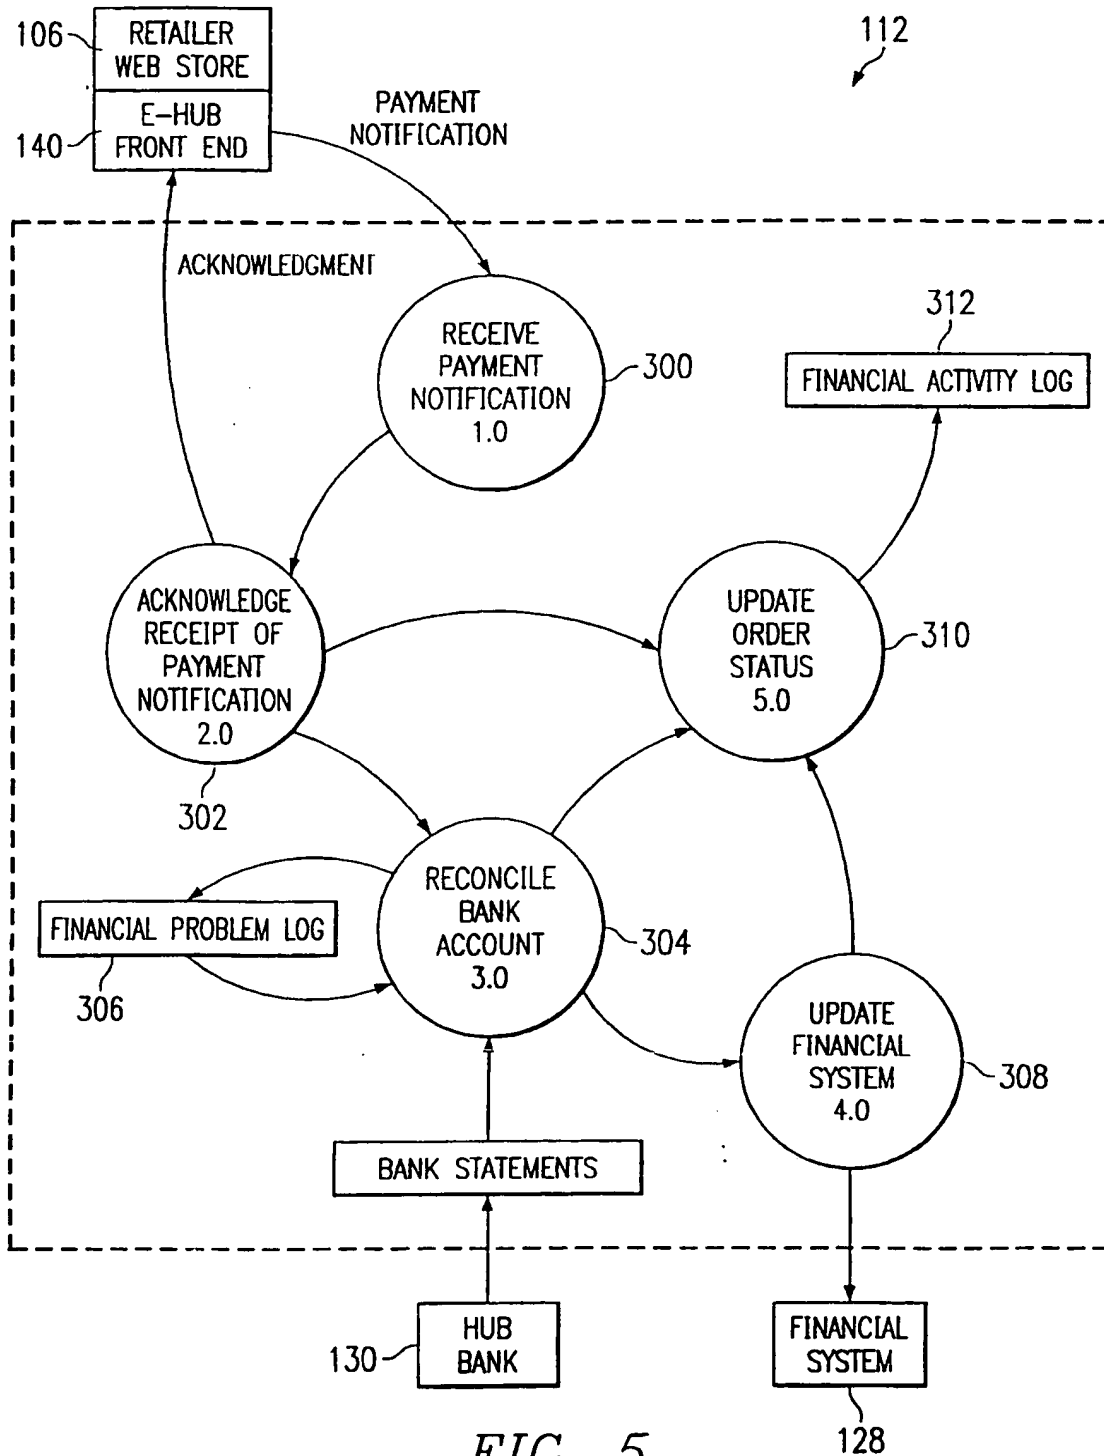 106
RETAILER
WEB STORE
112
140
E-HUB
FRONT END
PAYMENT
NOTIFICATION
ACKNOWLEDGMENT
RECEIVE
PAYMENT
NOTIFICATION
1.0
300
312
FINANCIAL ACTIVITY LOG
ACKNOWLEDGE
RECEIPT OF
PAYMENT
NOTIFICATION
2.0
302
UPDATE
ORDER
STATUS
5.0
310
RECONCILE
BANK
ACCOUNT
3.0
304
FINANCIAL PROBLEM LOG
306
UPDATE
FINANCIAL
SYSTEM
4.0
308
BANK STATEMENTS
130
HUB
BANK
FINANCIAL
SYSTEM
128
FIG. 5